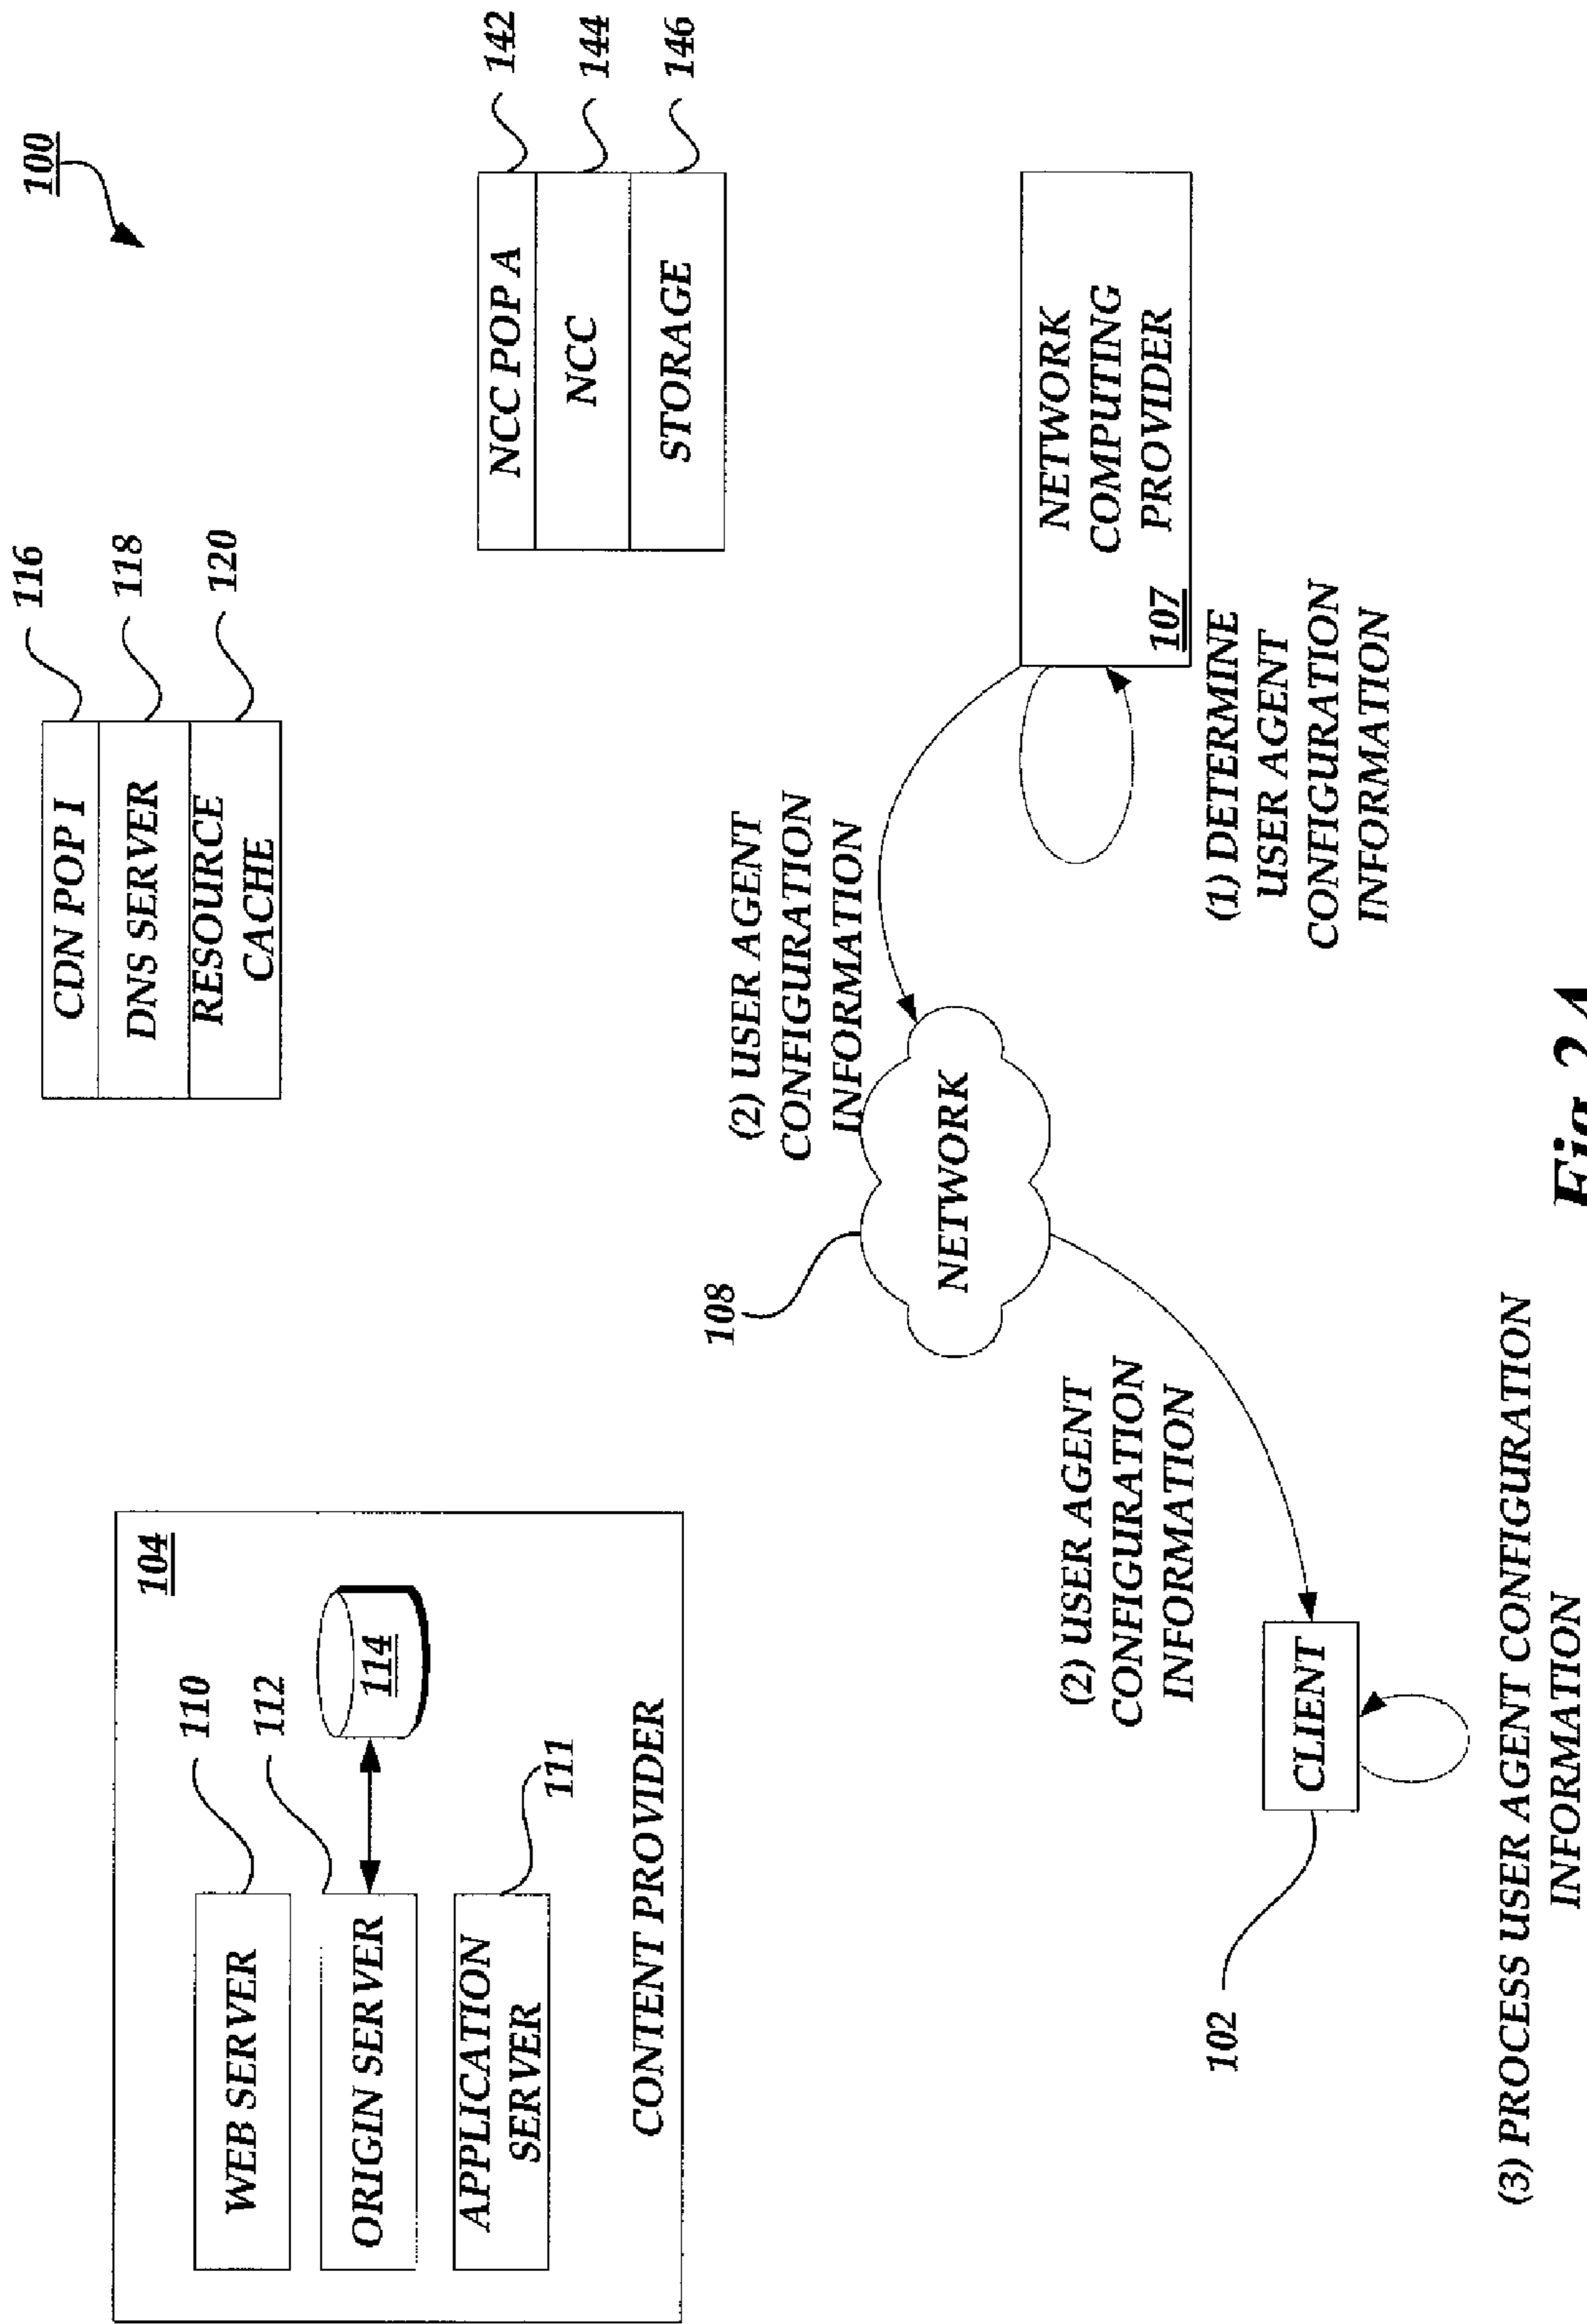 100
104
110
112
114
111
WEB SERVER
ORIGIN SERVER
APPLICATION
SERVER
CONTENT PROVIDER
116
118
120
CDN POP I
DNS SERVER
RESOURCE
CACHE
142
144
146
NCC POP A
NCC
STORAGE
108
NETWORK
(2) USER AGENT
CONFIGURATION
INFORMATION
NETWORK
COMPUTING
PROVIDER
107
(1) DETERMINE
USER AGENT
CONFIGURATION
INFORMATION
(2) USER AGENT
CONFIGURATION
INFORMATION
102
CLIENT
(3) PROCESS USER AGENT CONFIGURATION
INFORMATION
Fig. 2A